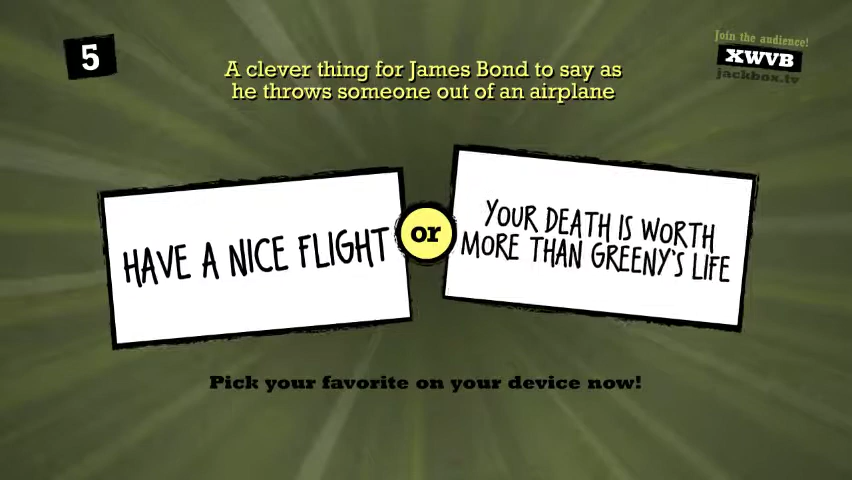 5
Join the audience!
XWVB
jackbox.tv
A clever thing for James Bond to say as
he throws someone out of an airplane
HAVE A NICE FLIGHT
or
YOUR DEATH IS WORTH
MORE THAN GREENY'S LIFE
Pick your favorite on your device now!